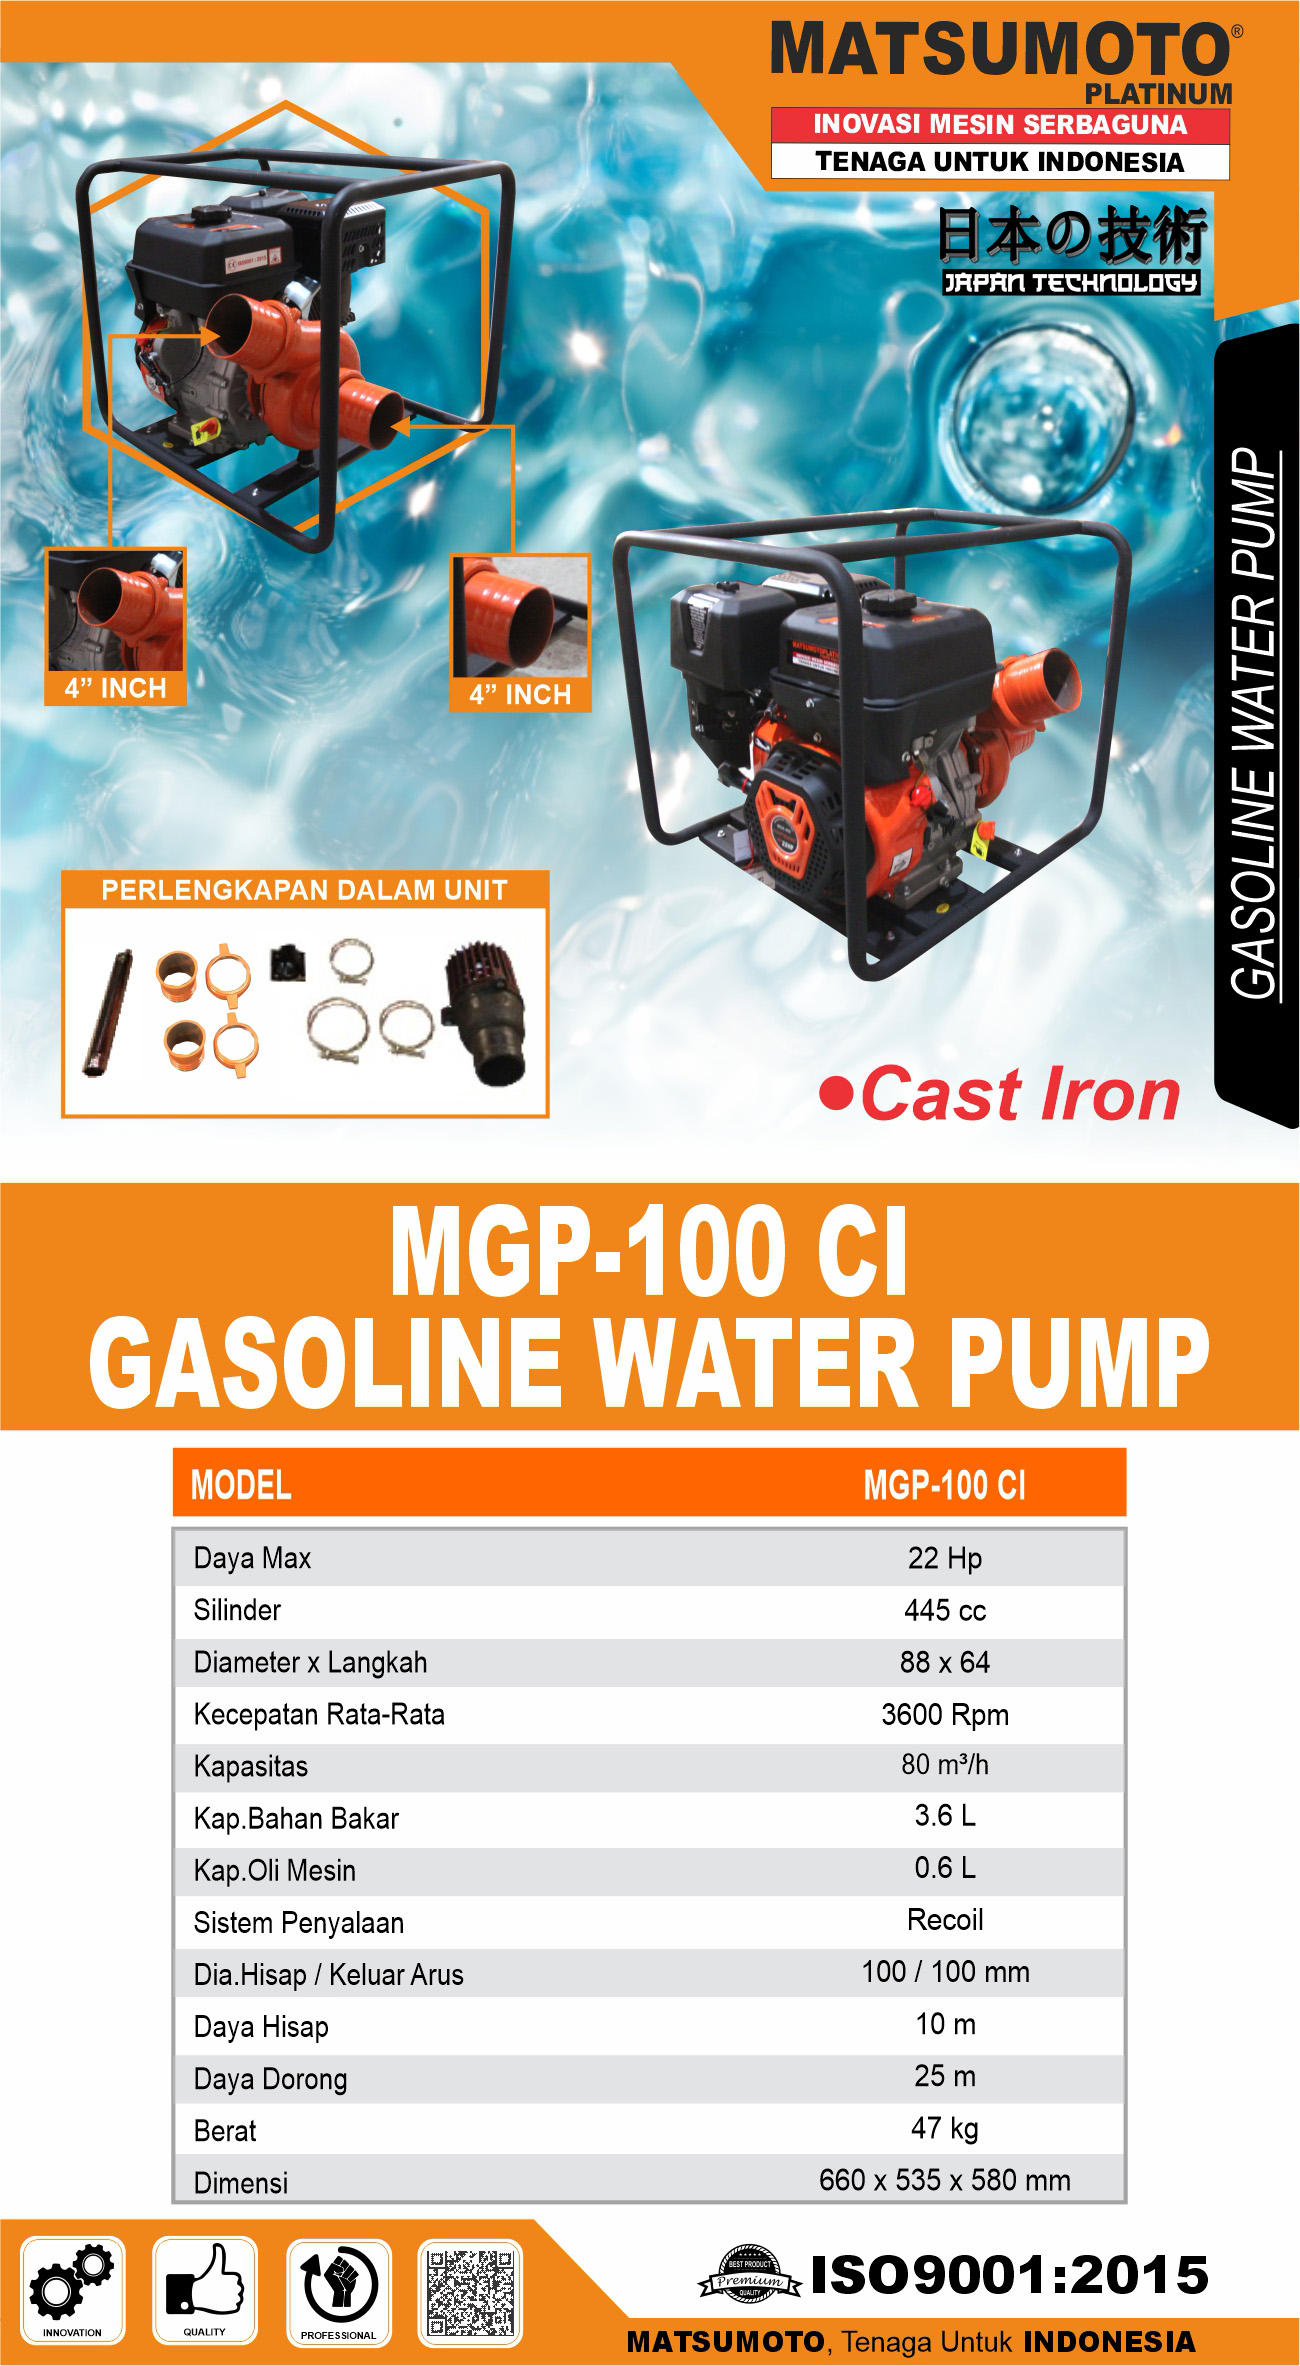 MATSUMOTO®
PLATINUM
INOVASI MESIN SERBAGUNA
TENAGA UNTUK INDONESIA
日本の技術
JAPAN TECHNOLOGY
GASOLINE WATER PUMP
4” INCH
4” INCH
PERLENGKAPAN DALAM UNIT
•Cast Iron
MGP-100 CI
GASOLINE WATER PUMP
MODEL MGP-100 CI
Daya Max 22 Hp
Silinder 445 cc
Diameter x Langkah 88 x 64
Kecepatan Rata-Rata 3600 Rpm
Kapasitas 80 m³/h
Kap.Bahan Bakar 3.6 L
Kap.Oli Mesin 0.6 L
Sistem Penyalaan Recoil
Dia.Hisap / Keluar Arus 100 / 100 mm
Daya Hisap 10 m
Daya Dorong 25 m
Berat 47 kg
Dimensi 660 x 535 x 580 mm
INNOVATION
QUALITY
PROFESSIONAL
BEST PRODUCT
Premium
QUALITY
ISO9001:2015
MATSUMOTO, Tenaga Untuk INDONESIA